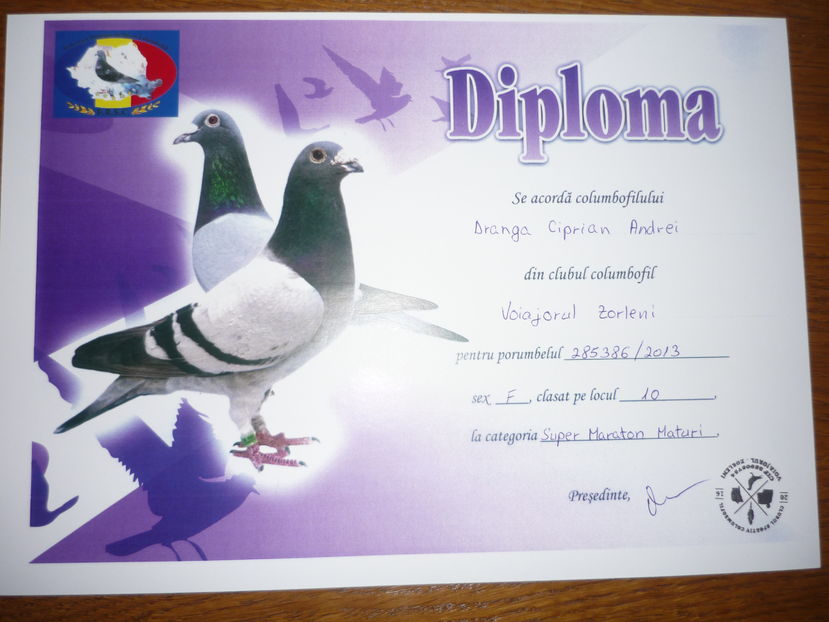 Diploma
Se acordă columbofilului
Dranga Ciprian Andrei
din clubul columbofil
Voiajorul Zorleni
pentru porumbelul 285386/2013
sex F, clasat pe locul 10,
la categoria Super Maraton Maturi.
Președinte,